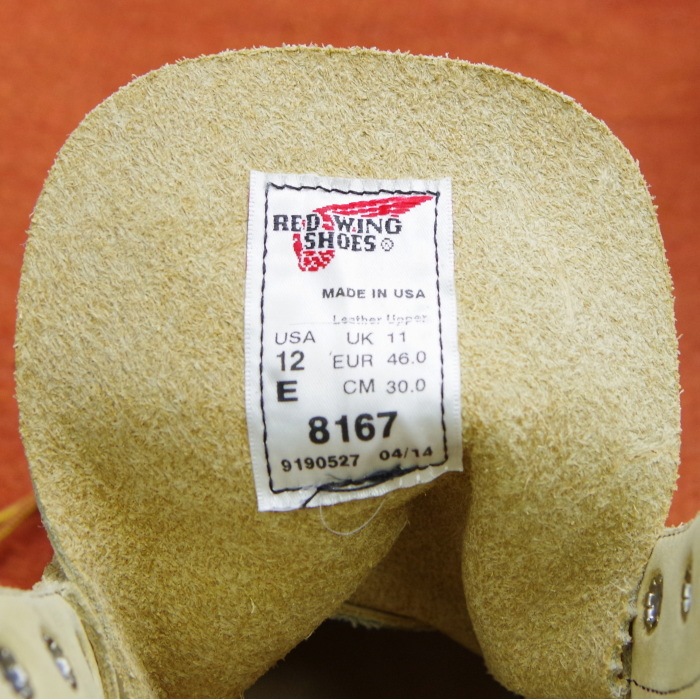 RED WING
SHOES®
MADE IN USA
Leather Upper
USA UK 11
12 EUR 46.0
E CM 30.0
8167
9190527 04/14